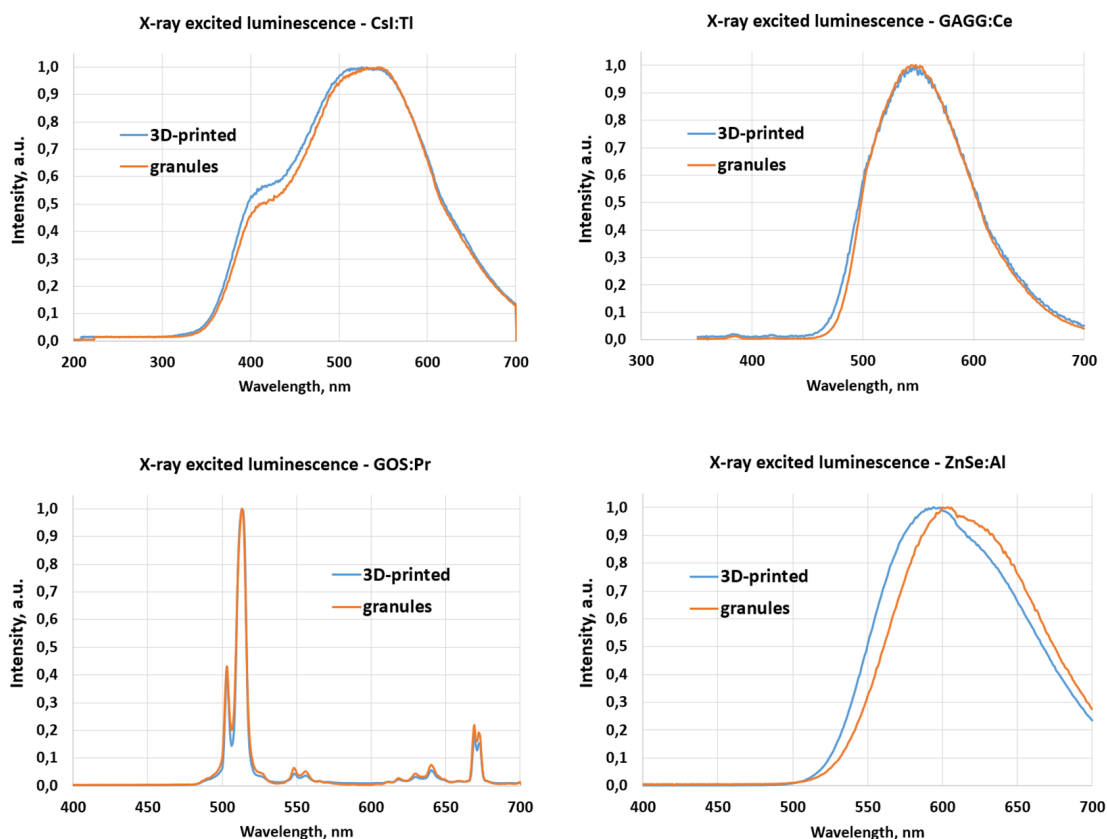 X-ray excited luminescence - CsI:Tl
1,0
0,9
0,8
0,7
0,6
0,5
0,4
0,3
0,2
0,1
0,0
Intensity, a.u.
3D-printed
granules
200 300 400 500 600 700
Wavelength, nm
X-ray excited luminescence - GAGG:Ce
1,0
0,9
0,8
0,7
0,6
0,5
0,4
0,3
0,2
0,1
0,0
Intensity, a.u.
3D-printed
granules
300 400 500 600 700
Wavelength, nm
X-ray excited luminescence - GOS:Pr
1,0
0,9
0,8
0,7
0,6
0,5
0,4
0,3
0,2
0,1
0,0
Intensity, a.u.
3D-printed
granules
400 450 500 550 600 650 700
Wavelength, nm
X-ray excited luminescence - ZnSe:Al
1,0
0,9
0,8
0,7
0,6
0,5
0,4
0,3
0,2
0,1
0,0
Intensity, a.u.
3D-printed
granules
400 450 500 550 600 650 700
Wavelength, nm